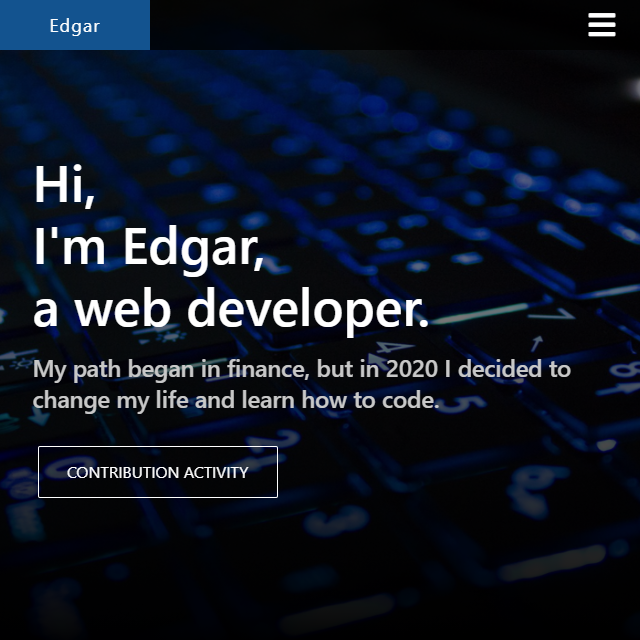 Edgar
Hi,
I'm Edgar,
a web developer.
My path began in finance, but in 2020 I decided to
change my life and learn how to code.
CONTRIBUTION ACTIVITY